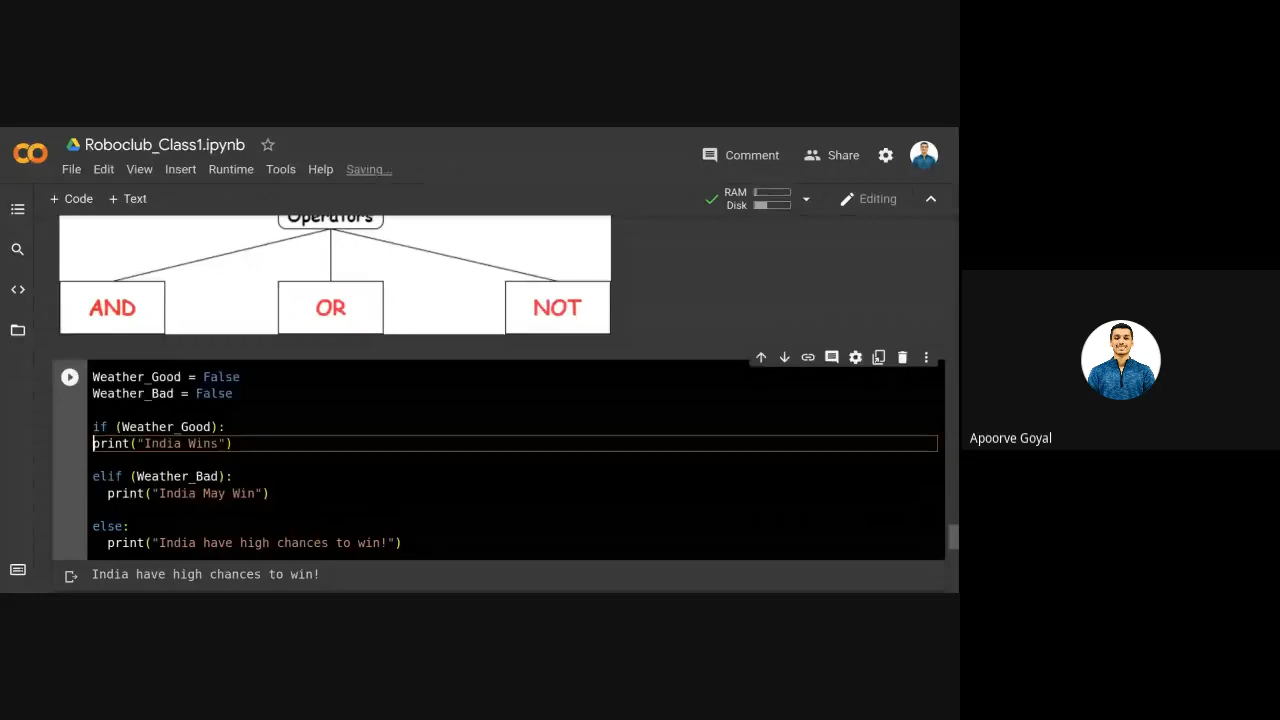 Roboclub_Class1.ipynb
File Edit View Insert Runtime Tools Help Saving...
Comment Share
+ Code + Text
RAM
Disk
Editing
Operators
AND OR NOT
Weather_Good = False
Weather_Bad = False
if (Weather_Good):
print("India Wins")
elif (Weather_Bad):
print("India May Win")
else:
print("India have high chances to win!")
India have high chances to win!
Apoorve Goyal